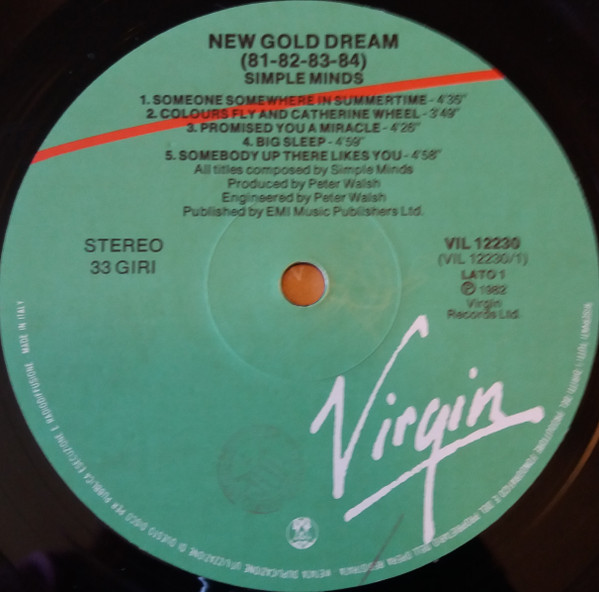 NEW GOLD DREAM
(81-82-83-84)
SIMPLE MINDS
1. SOMEONE SOMEWHERE IN SUMMERTIME - 4'35"
2. COLOURS FLY AND CATHERINE WHEEL - 3'49"
3. PROMISED YOU A MIRACLE - 4'26"
4. BIG SLEEP - 4'59"
5. SOMEBODY UP THERE LIKES YOU - 4'58"
All titles composed by Simple Minds
Produced by Peter Walsh
Engineered by Peter Walsh
Published by EMI Music Publishers Ltd.
STEREO
33 GIRI
VIL 12230
(VIL 12230/1)
LATO 1
℗ 1982
Virgin
Records Ltd.
Virgin
MADE IN ITALY